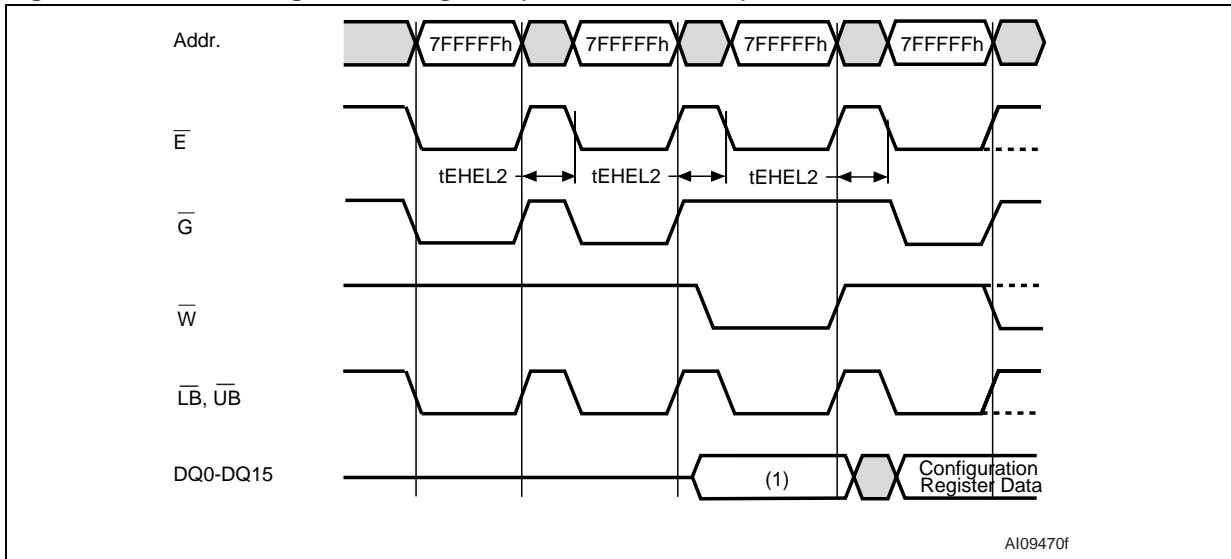 Addr.
7FFFFFh 7FFFFFh 7FFFFFh 7FFFFFh
E
tEHEL2 tEHEL2 tEHEL2
G
W
LB, UB
DQ0-DQ15
(1)
Configuration
Register Data
AI09470f